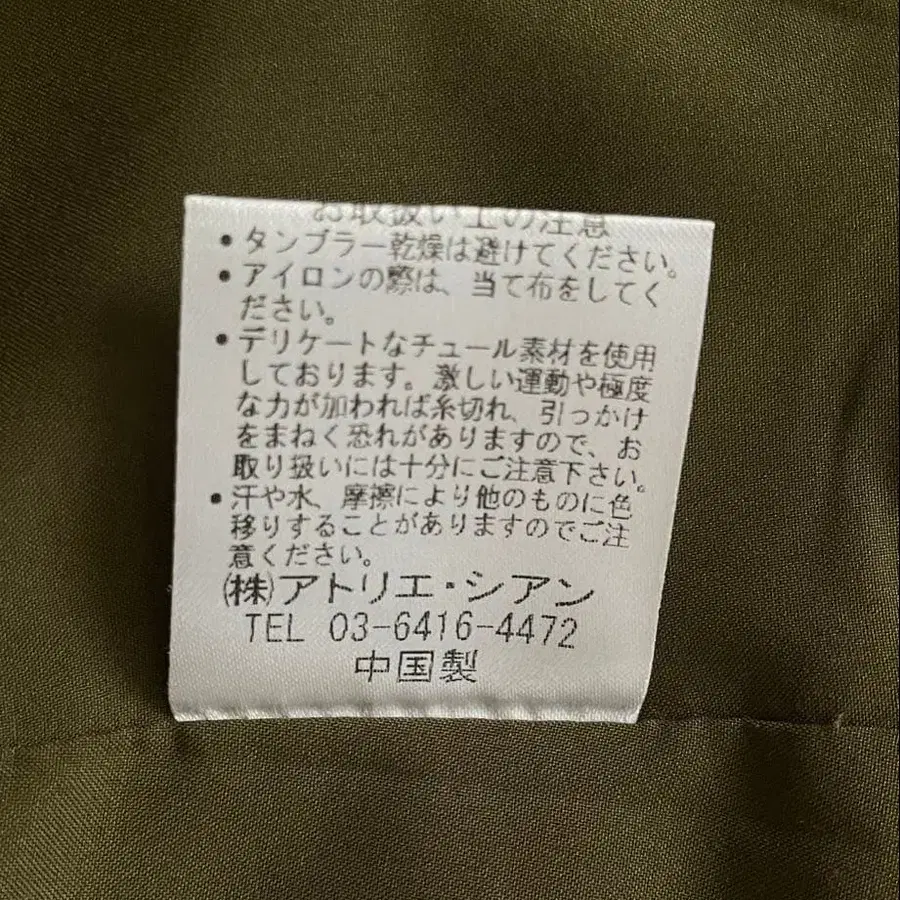 お取扱い上の注意
・タンブラー乾燥は避けてください。
・アイロンの際は、当て布をしてく
ださい。
・デリケートなチュール素材を使用
しております。激しい運動や極度
な力が加われば糸切れ、引っかけ
をまねく恐れがありますので、お
取り扱いには十分にご注意下さい。
・汗や水、摩擦により他のものに色
移りすることがありますのでご注
意ください。
㈱アトリエ・シアン
TEL 03-6416-4472
中国製